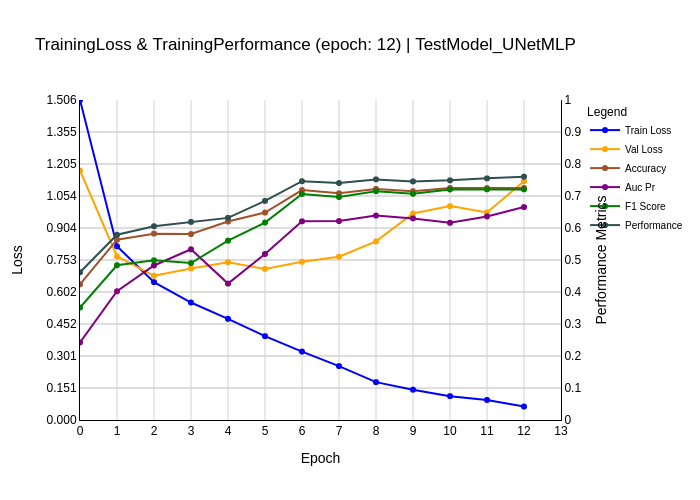 TrainingLoss & TrainingPerformance (epoch: 12) | TestModel_UNetMLP
Loss
1.506
1.355
1.205
1.054
0.904
0.753
0.602
0.452
0.301
0.151
0.000
0 1 2 3 4 5 6 7 8 9 10 11 12 13
Epoch
1
0.9
0.8
0.7
0.6
0.5
0.4
0.3
0.2
0.1
0
Performance Metrics
Legend
Train Loss
Val Loss
Accuracy
Auc Pr
F1 Score
Performance